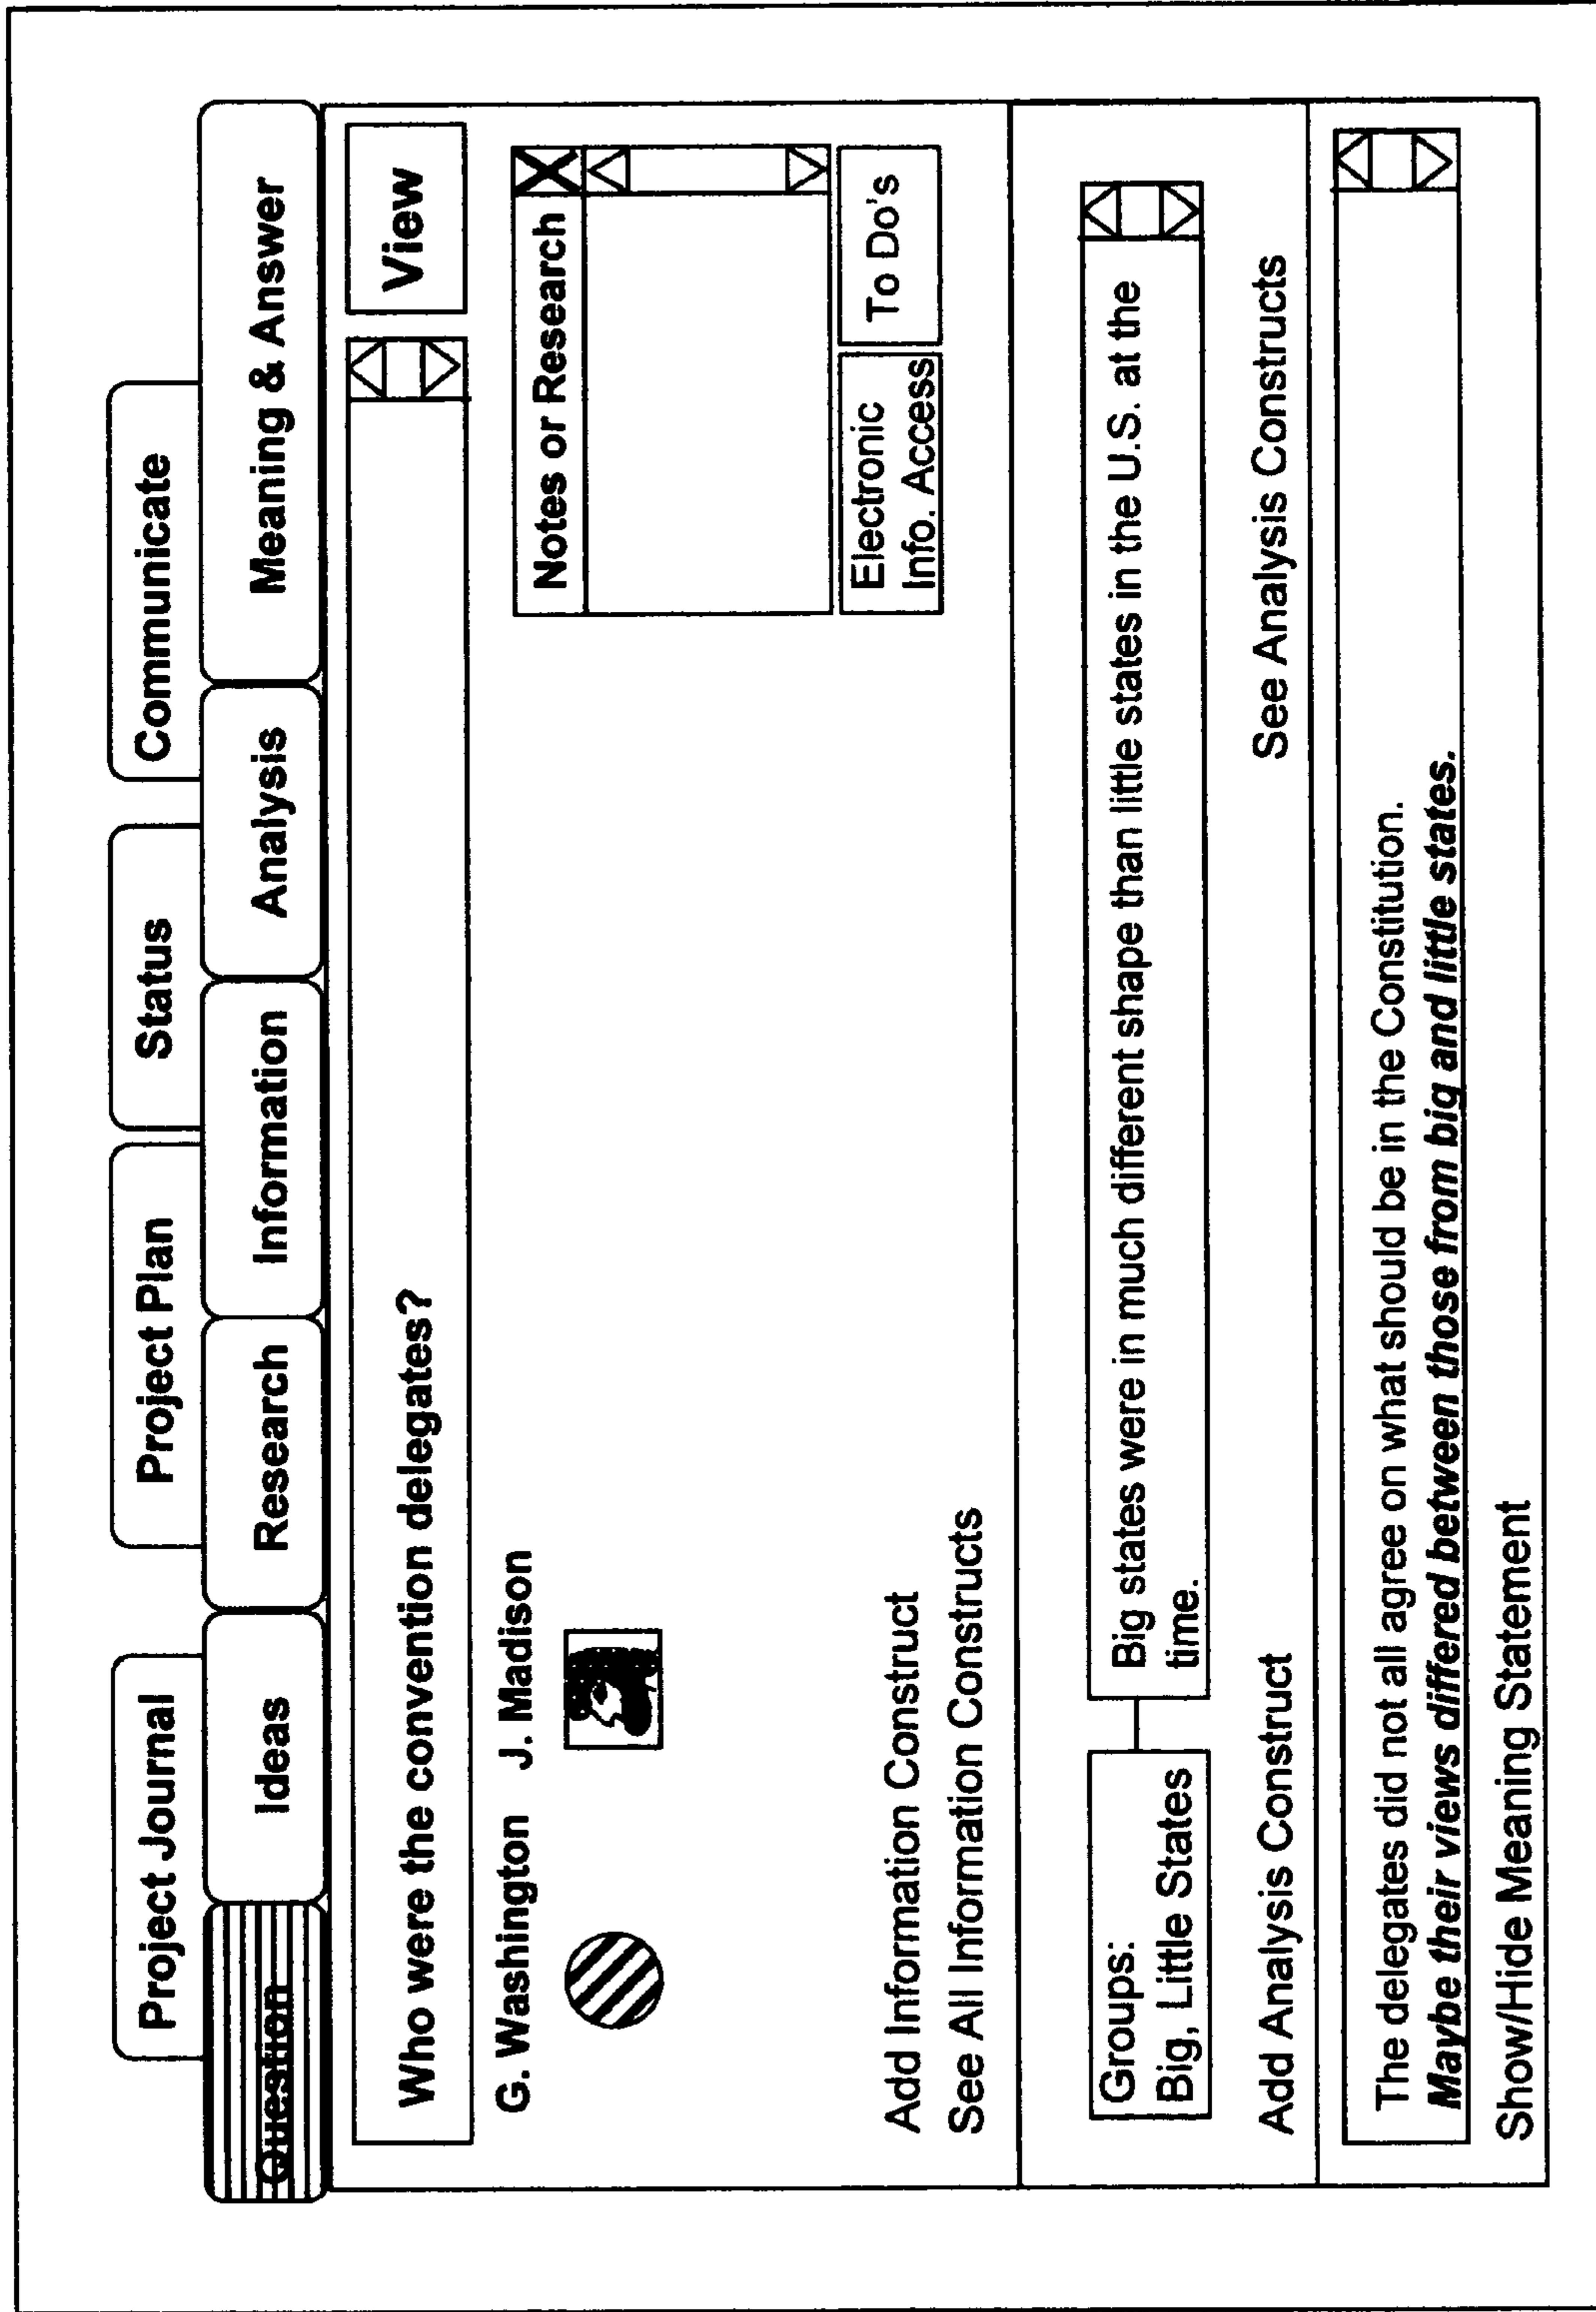 Project Journal
Project Plan
Status
Communicate
Question
Ideas
Research
Information
Analysis
Meaning & Answer
Who were the convention delegates?
View
G. Washington
J. Madison
Notes or Research
Electronic
Info. Access
To Do's
Add Information Construct
See All Information Constructs
Groups:
Big, Little States
Big states were in much different shape than little states in the U.S. at the
time.
Add Analysis Construct
See Analysis Constructs
The delegates did not all agree on what should be in the Constitution.
Maybe their views differed between those from big and little states.
Show/Hide Meaning Statement